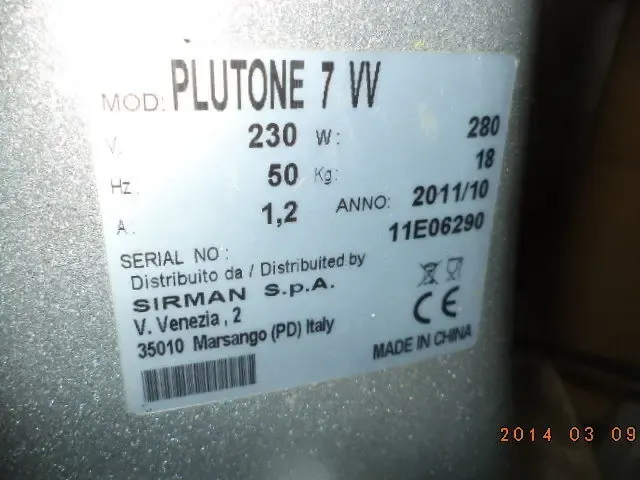 MOD: PLUTONE 7 VV
V. 230 W: 280
Hz. 50 Kg: 18
A. 1,2 ANNO: 2011/10
SERIAL NO: 11E06290
Distribuito da / Distributed by
SIRMAN S.p.A.
V. Venezia, 2
35010 Marsango (PD) Italy
CE
MADE IN CHINA
2014 03 09